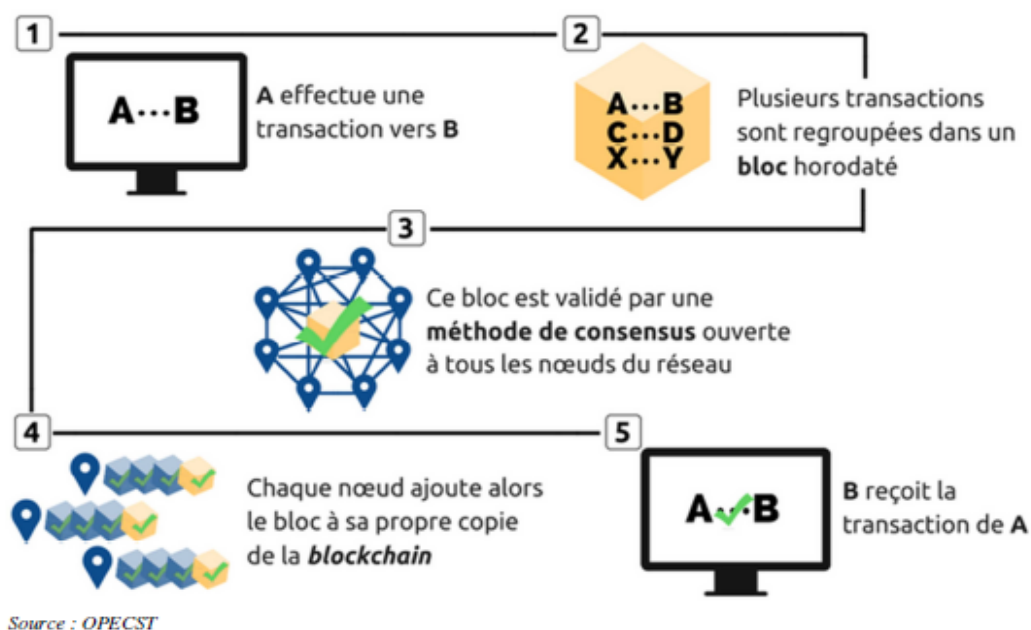 1
A···B
A effectue une
transaction vers B
2
A···B
C···D
X···Y
Plusieurs transactions
sont regroupées dans un
bloc horodaté
3
Ce bloc est validé par une
méthode de consensus ouverte
à tous les nœuds du réseau
4
Chaque nœud ajoute alors
le bloc à sa propre copie
de la blockchain
5
A···B
B reçoit la
transaction de A
Source : OPECST